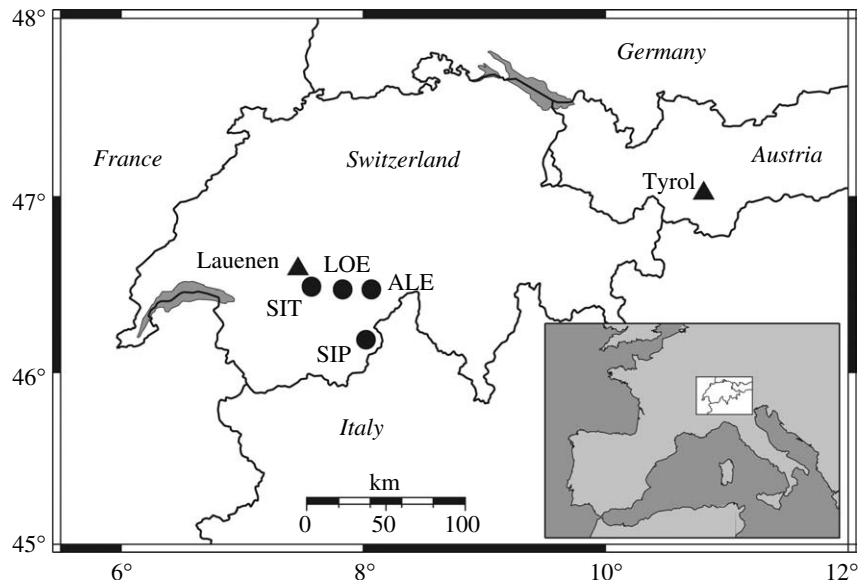 48°
Germany
France
Switzerland
Austria
47°
Tyrol
Lauenen
LOE
ALE
SIT
SIP
46°
Italy
km
0 50 100
45°
6° 8° 10° 12°